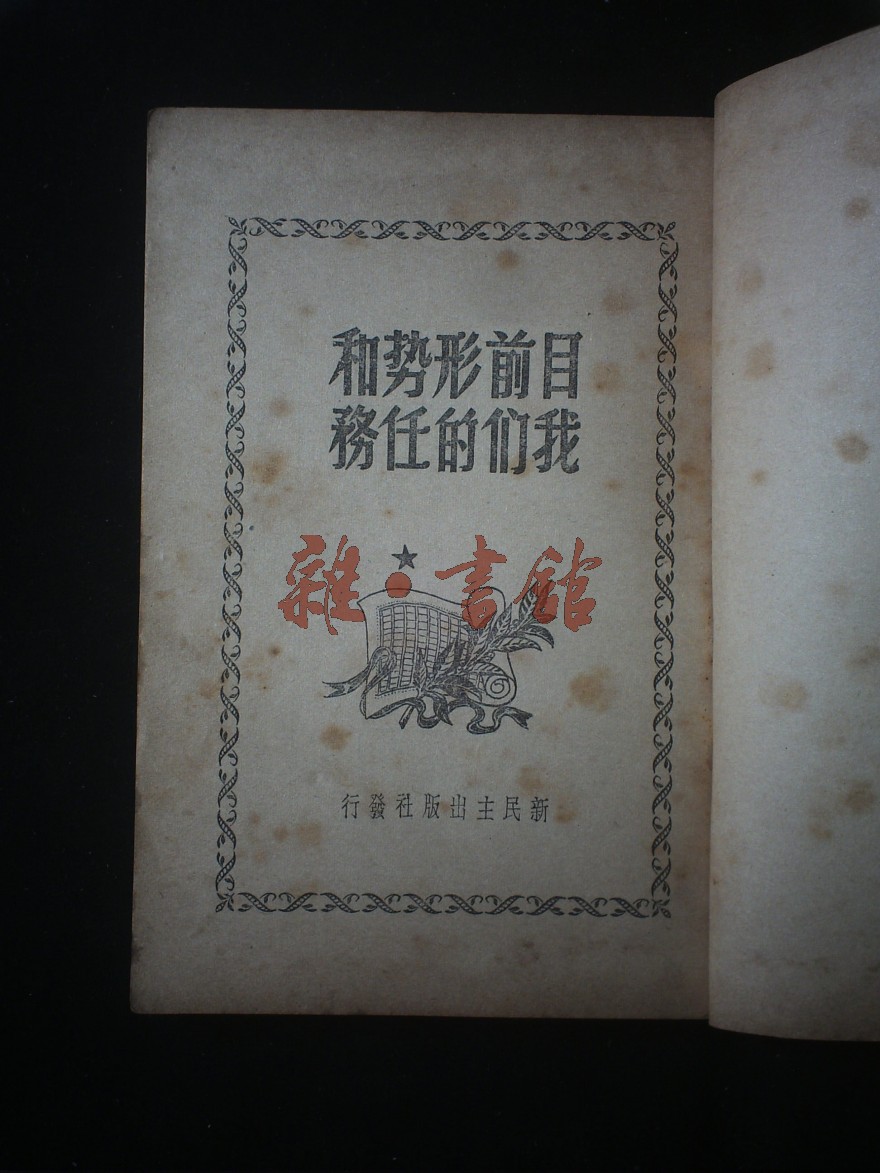 目前形势和
我们的任務
雜·書館
新民主出版社發行